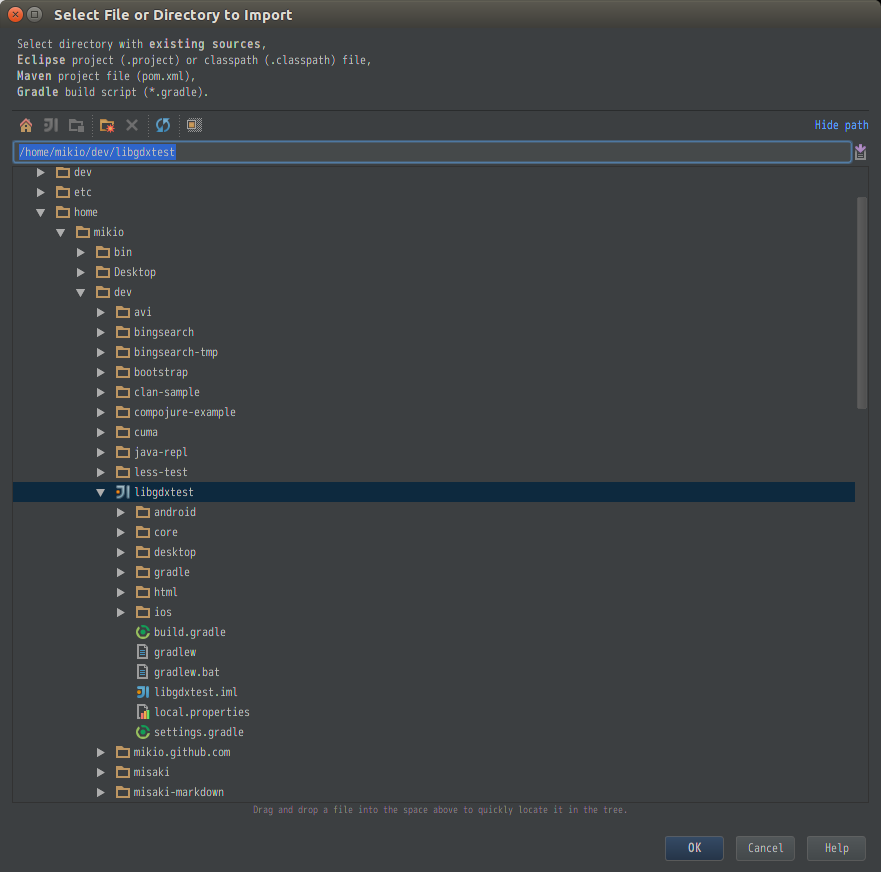 Select File or Directory to Import
Select directory with existing sources,
Eclipse project (.project) or classpath (.classpath) file,
Maven project file (pom.xml),
Gradle build script (*.gradle).
Hide path
/home/mikio/dev/libgdxtest
dev
etc
home
mikio
bin
Desktop
dev
avi
bingsearch
bingsearch-tmp
bootstrap
clan-sample
compojure-example
cuma
java-repl
less-test
libgdxtest
android
core
desktop
gradle
html
ios
build.gradle
gradlew
gradlew.bat
libgdxtest.iml
local.properties
settings.gradle
mikio.github.com
misaki
misaki-markdown
Drag and drop a file into the space above to quickly locate it in the tree.
OK Cancel Help